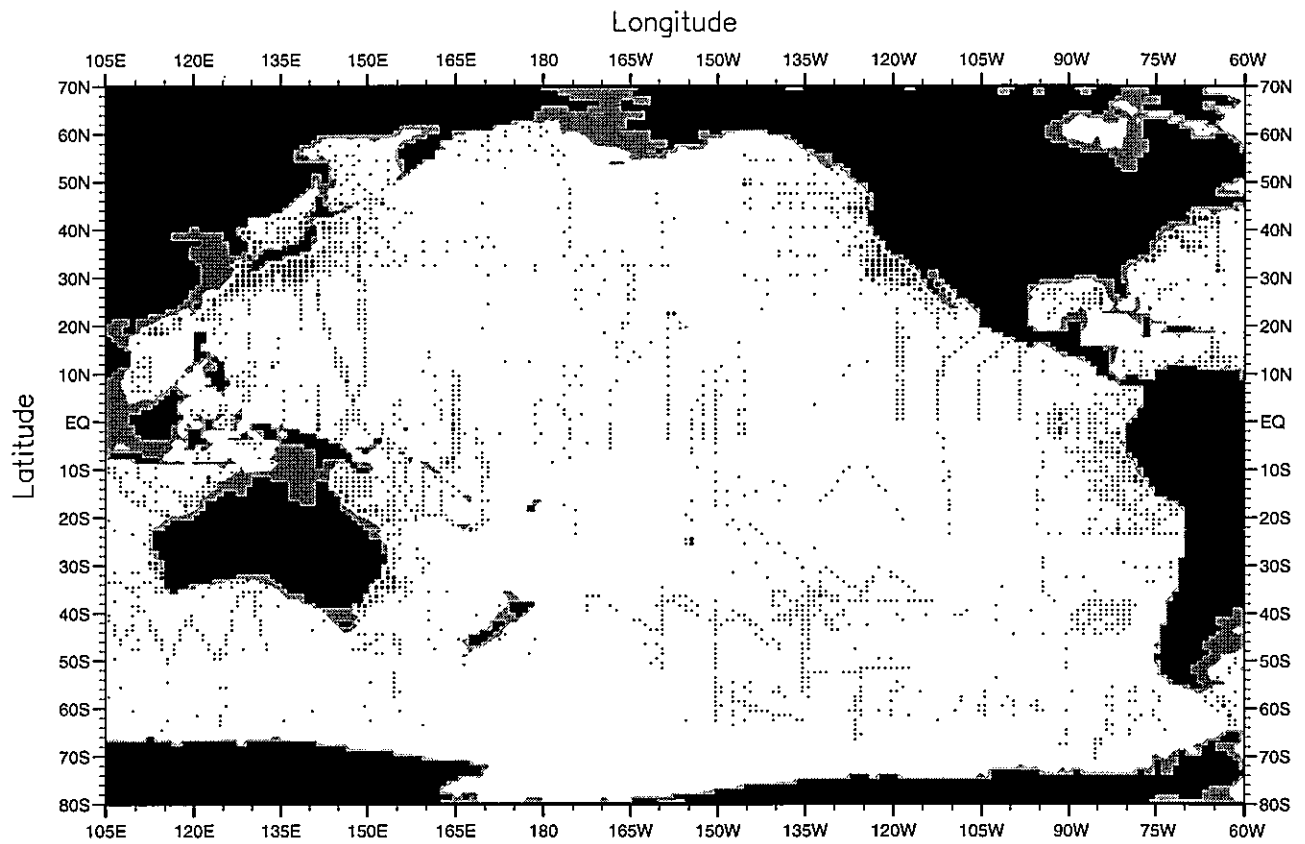 Longitude
105E 120E 135E 150E 165E 180 165W 150W 135W 120W 105W 90W 75W 60W
70N 70N
60N 60N
50N 50N
40N 40N
30N 30N
20N 20N
10N 10N
EQ EQ
Latitude
10S 10S
20S 20S
30S 30S
40S 40S
50S 50S
60S 60S
70S 70S
80S 80S
105E 120E 135E 150E 165E 180 165W 150W 135W 120W 105W 90W 75W 60W